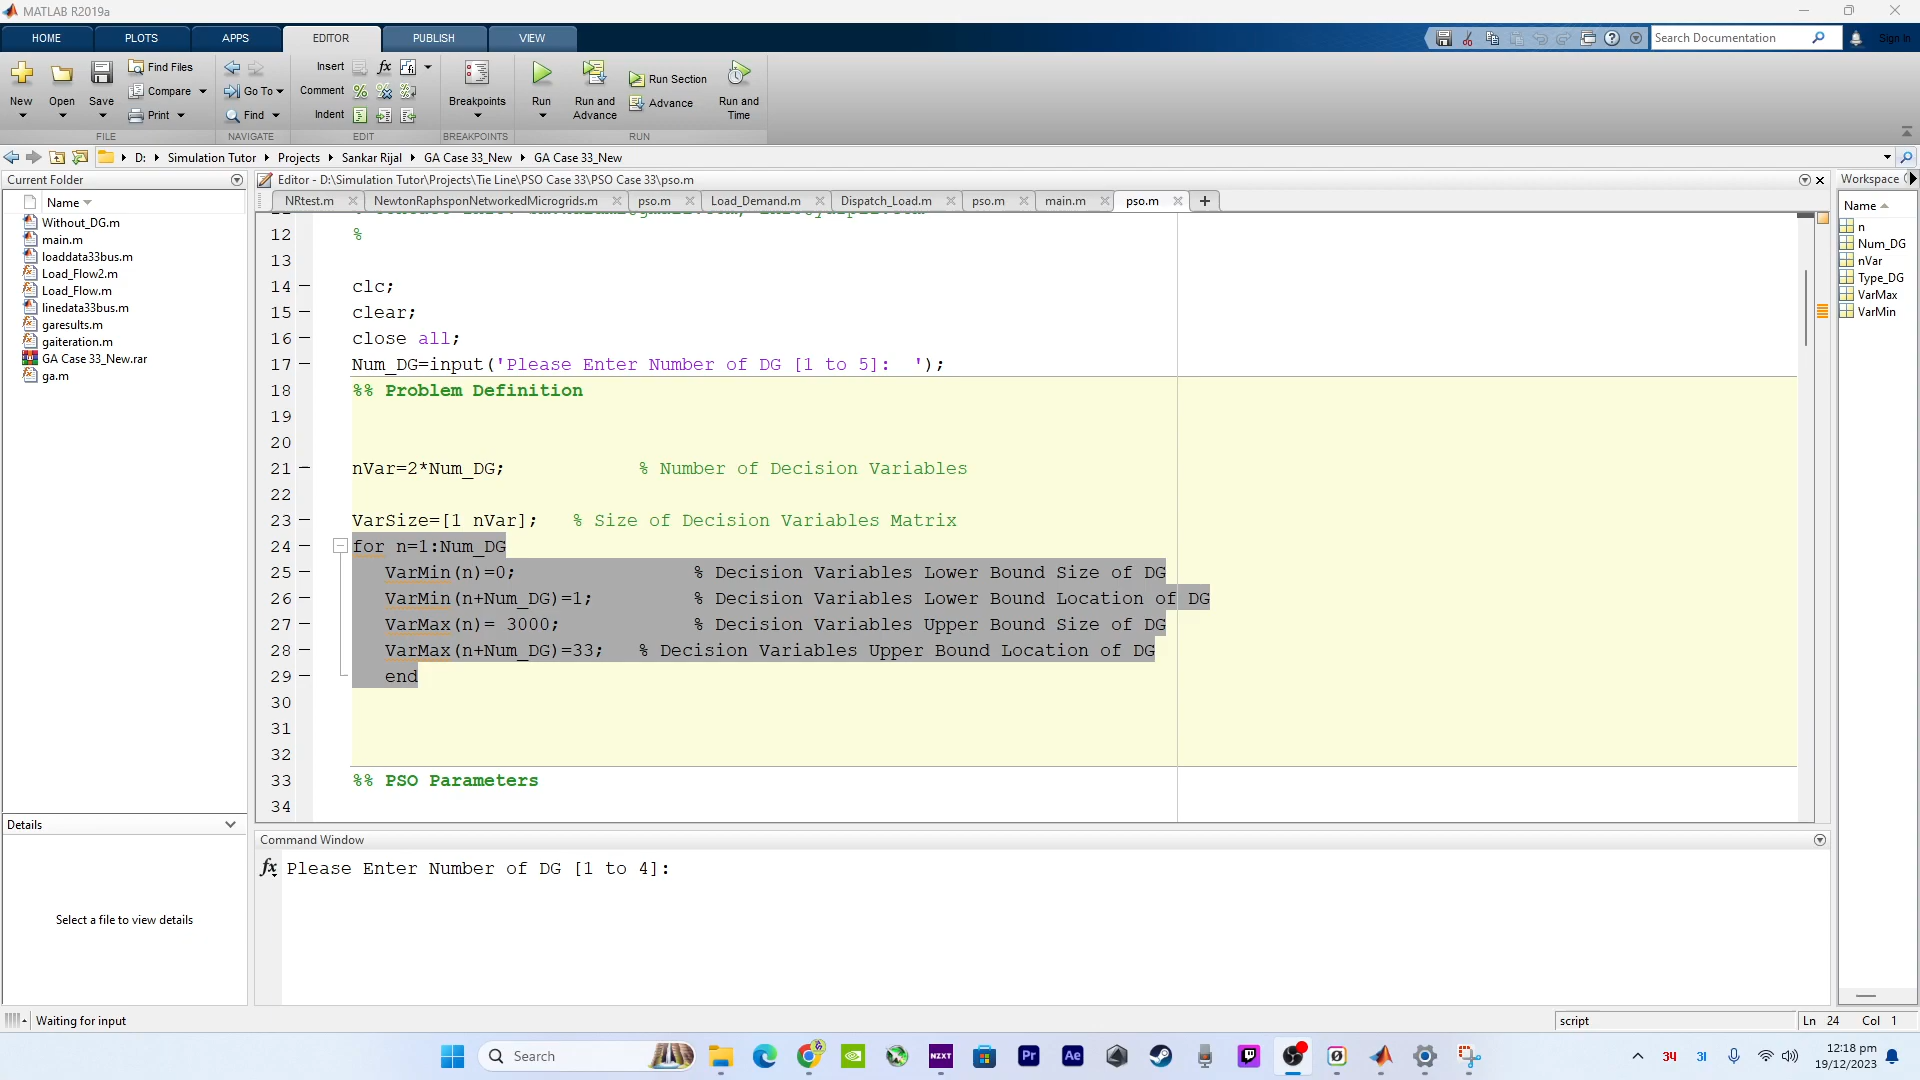 MATLAB R2019a
HOME PLOTS APPS EDITOR PUBLISH VIEW Search Documentation Sign In
New Open Save Find Files Compare Print
Go To Find
Insert Comment Indent
Breakpoints
Run Run and Advance Run Section Advance Run and Time
FILE NAVIGATE EDIT BREAKPOINTS RUN
D: Simulation Tutor Projects Sankar Rijal GA Case 33_New GA Case 33_New
Current Folder
Name
Without_DG.m
main.m
loaddata33bus.m
Load_Flow2.m
Load_Flow.m
linedata33bus.m
garesults.m
gaiteration.m
GA Case 33_New.rar
ga.m
Details
Select a file to view details
Editor - D:\Simulation Tutor\Projects\Tie Line\PSO Case 33\PSO Case 33\pso.m
NRtest.m NewtonRaphsponNetworkedMicrogrids.m pso.m Load_Demand.m Dispatch_Load.m pso.m main.m pso.m +
12 %
13
14 clc;
15 clear;
16 close all;
17 Num_DG=input('Please Enter Number of DG [1 to 5]:  ');
18 %% Problem Definition
19
20
21 nVar=2*Num_DG; % Number of Decision Variables
22
23 VarSize=[1 nVar]; % Size of Decision Variables Matrix
24 for n=1:Num_DG
25 VarMin(n)=0; % Decision Variables Lower Bound Size of DG
26 VarMin(n+Num_DG)=1; % Decision Variables Lower Bound Location of DG
27 VarMax(n)= 3000; % Decision Variables Upper Bound Size of DG
28 VarMax(n+Num_DG)=33; % Decision Variables Upper Bound Location of DG
29 end
30
31
32
33 %% PSO Parameters
34
Command Window
fx Please Enter Number of DG [1 to 4]:
Workspace
Name
n
Num_DG
nVar
Type_DG
VarMax
VarMin
Waiting for input
script Ln 24 Col 1
Search
NZXT Pr Ae
34 31 12:18 pm
19/12/2023